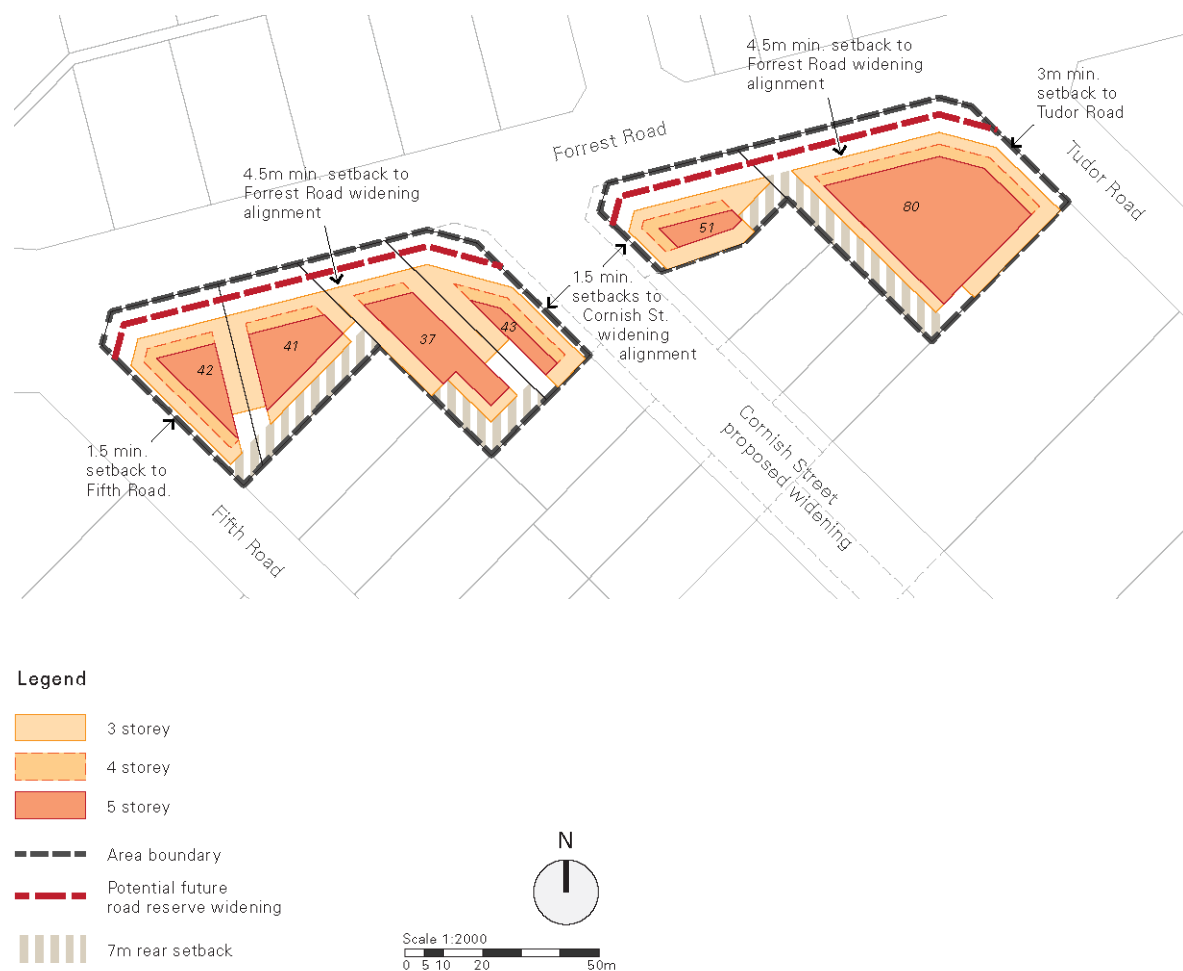 4.5m min. setback to
Forrest Road widening
alignment
3m min.
setback to
Tudor Road
Forrest Road
Tudor Road
4.5m min. setback to
Forrest Road widening
alignment
80
51
1.5 min.
setbacks to
Cornish St.
widening
alignment
43
37
41
42
1.5 min.
setback to
Fifth Road.
Cornish Street
proposed widening
Fifth Road
Legend
3 storey
4 storey
5 storey
Area boundary
Potential future
road reserve widening
7m rear setback
N
Scale 1:2000
0 5 10 20 50m